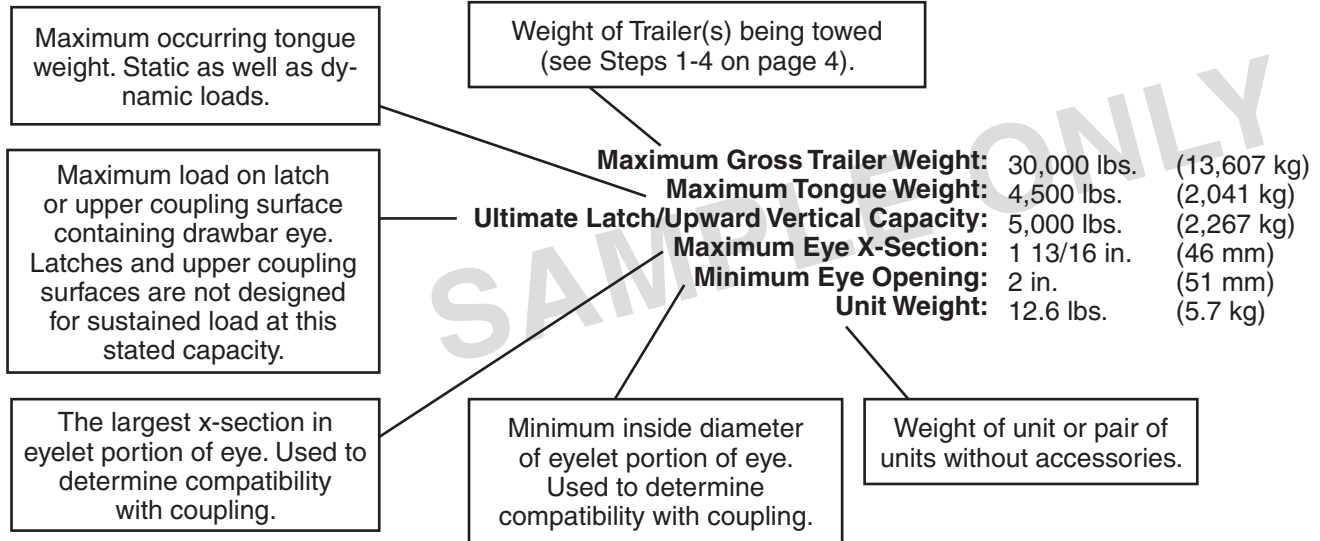 Maximum occurring tongue
weight. Static as well as dy-
namic loads.
Weight of Trailer(s) being towed
(see Steps 1-4 on page 4).
Maximum load on latch
or upper coupling surface
containing drawbar eye.
Latches and upper coupling
surfaces are not designed
for sustained load at this
stated capacity.
SAMPLE ONLY
Maximum Gross Trailer Weight: 30,000 lbs. (13,607 kg)
Maximum Tongue Weight: 4,500 lbs. (2,041 kg)
Ultimate Latch/Upward Vertical Capacity: 5,000 lbs. (2,267 kg)
Maximum Eye X-Section: 1 13/16 in. (46 mm)
Minimum Eye Opening: 2 in. (51 mm)
Unit Weight: 12.6 lbs. (5.7 kg)
The largest x-section in
eyelet portion of eye. Used to
determine compatibility
with coupling.
Minimum inside diameter
of eyelet portion of eye.
Used to determine
compatibility with coupling.
Weight of unit or pair of
units without accessories.